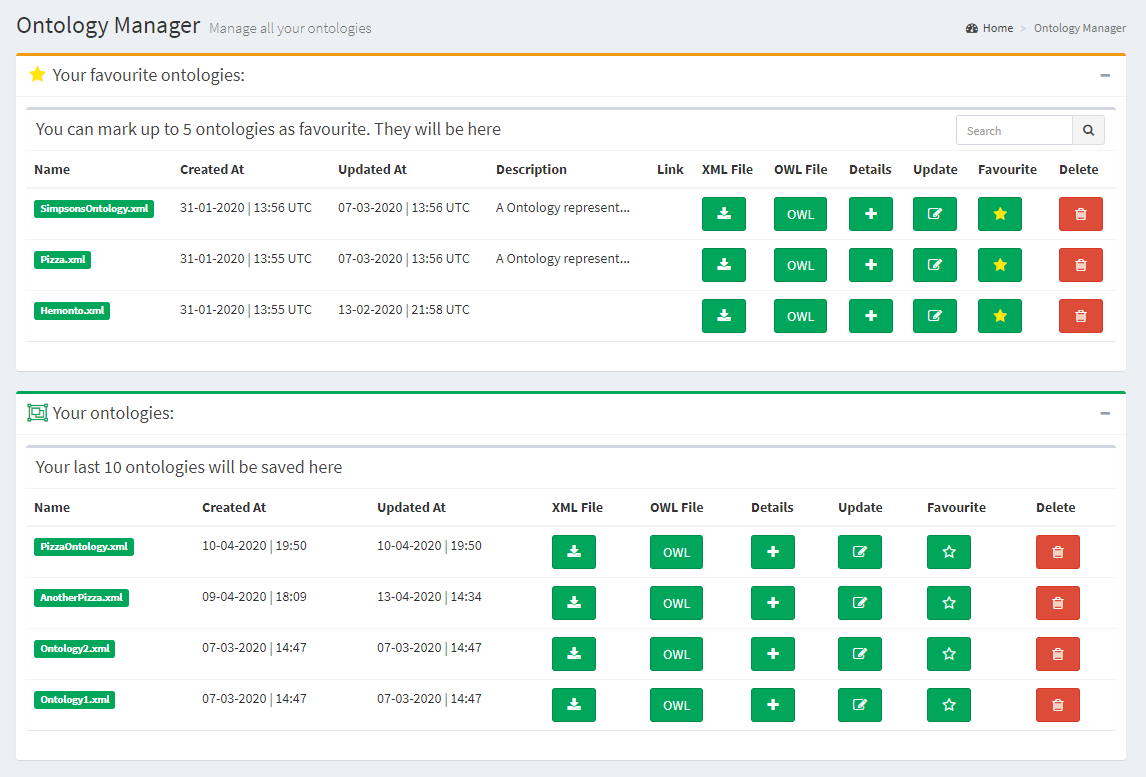 Ontology Manager Manage all your ontologies
Home > Ontology Manager
Your favourite ontologies:
You can mark up to 5 ontologies as favourite. They will be here
Search
Name Created At Updated At Description Link XML File OWL File Details Update Favourite Delete
SimpsonsOntology.xml 31-01-2020 | 13:56 UTC 07-03-2020 | 13:56 UTC A Ontology represent... OWL
Pizza.xml 31-01-2020 | 13:55 UTC 07-03-2020 | 13:56 UTC A Ontology represent... OWL
Hemonto.xml 31-01-2020 | 13:55 UTC 13-02-2020 | 21:58 UTC OWL
Your ontologies:
Your last 10 ontologies will be saved here
Name Created At Updated At XML File OWL File Details Update Favourite Delete
PizzaOntology.xml 10-04-2020 | 19:50 10-04-2020 | 19:50 OWL
AnotherPizza.xml 09-04-2020 | 18:09 13-04-2020 | 14:34 OWL
Ontology2.xml 07-03-2020 | 14:47 07-03-2020 | 14:47 OWL
Ontology1.xml 07-03-2020 | 14:47 07-03-2020 | 14:47 OWL